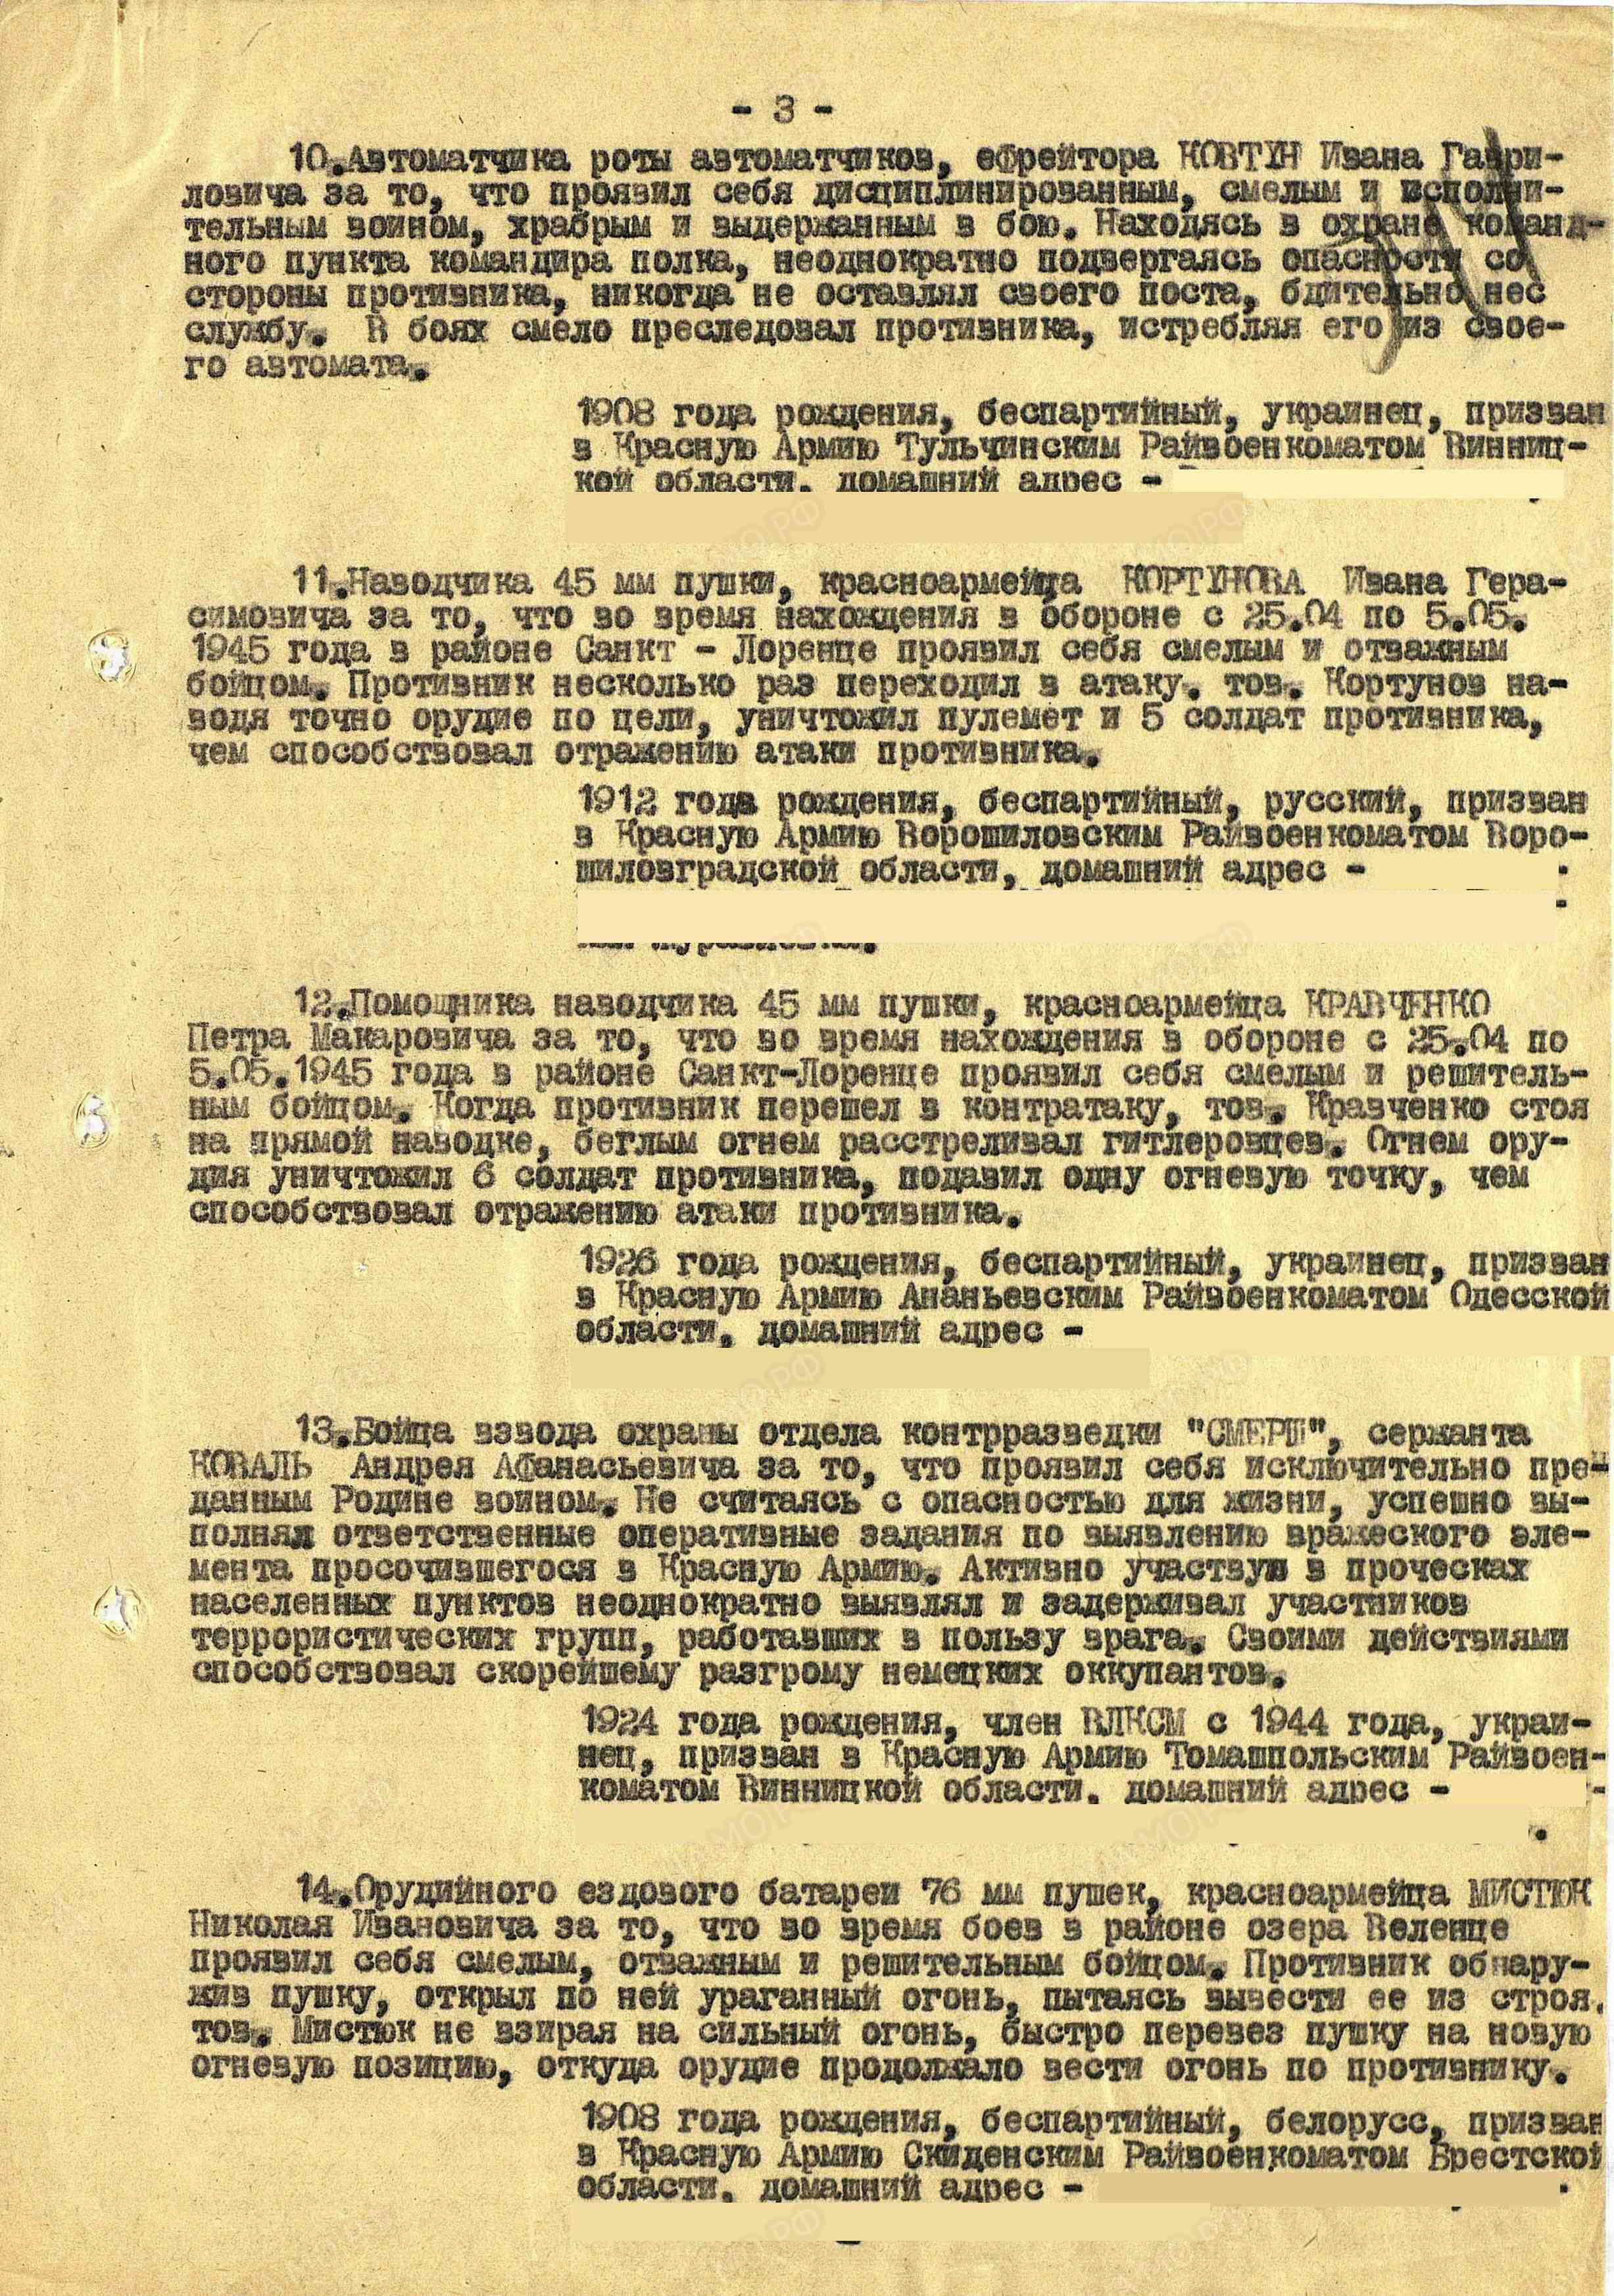 - 3 -
10.Автоматчика роты автоматчиков, ефрейтора КОВТУН Ивана Гаври-
ловича за то, что проявил себя дисциплинированным, смелым и исполни-
тельным воином, храбрым и выдержанным в бою. Находясь в охране команд-
ного пункта командира полка, неоднократно подвергаясь опасности со
стороны противника, никогда не оставлял своего поста, бдительно нес
службу. В боях смело преследовал противника, истребляя его из свое-
го автомата.
1908 года рождения, беспартийный, украинец, призван
в Красную Армию Тульчинским Райвоенкоматом Винниц-
кой области, домашний адрес -
11.Наводчика 45 мм пушки, красноармейца КОРТУНОВА Ивана Гера-
симовича за то, что во время нахождения в обороне с 25.04 по 5.05.
1945 года в районе Санкт - Лоренце проявил себя смелым и отважным
бойцом. Противник несколько раз переходил в атаку. тов. Кортунов на-
водя точно орудие по цели, уничтожил пулемет и 5 солдат противника,
чем способствовал отражению атаки противника.
1912 года рождения, беспартийный, русский, призван
в Красную Армию Ворошиловским Райвоенкоматом Воро-
шиловградской области, домашний адрес -
12.Помощника наводчика 45 мм пушки, красноармейца КРАВЧЕНКО
Петра Макаровича за то, что во время нахождения в обороне с 25.04 по
5.05.1945 года в районе Санкт-Лоренце проявил себя смелым и решитель-
ным бойцом. Когда противник перешел в контратаку, тов. Кравченко стоя
на прямой наводке, беглым огнем расстреливал гитлеровцев. Огнем ору-
дия уничтожил 6 солдат противника, подавил одну огневую точку, чем
способствовал отражению атаки противника.
1926 года рождения, беспартийный, украинец, призван
в Красную Армию Ананьевским Райвоенкоматом Одесской
области, домашний адрес -
13.Бойца взвода охраны отдела контрразведки "СМЕРШ", сержанта
КОВАЛЬ Андрея Афанасьевича за то, что проявил себя исключительно пре-
данным Родине воином. Не считаясь с опасностью для жизни, успешно вы-
полнял ответственные оперативные задания по выявлению вражеского эле-
мента просочившегося в Красную Армию. Активно участвуя в проческах
населенных пунктов неоднократно выявлял и задерживал участников
террористических групп, работавших в пользу врага. Своими действиями
способствовал скорейшему разгрому немецких оккупантов.
1924 года рождения, член ВЛКСМ с 1944 года, украи-
нец, призван в Красную Армию Томашпольским Райвоен-
коматом Винницкой области, домашний адрес -
14.Орудийного ездового батареи 76 мм пушек, красноармейца МИСТЮК
Николая Ивановича за то, что во время боев в районе озера Веленце
проявил себя смелым, отважным и решительным бойцом. Противник обнару-
жив пушку, открыл по ней ураганный огонь, пытаясь вывести ее из строя.
тов. Мистюк не взирая на сильный огонь, быстро перевез пушку на новую
огневую позицию, откуда орудие продолжало вести огонь по противнику.
1908 года рождения, беспартийный, белорусс, призван
в Красную Армию Скиденским Райвоенкоматом Брестской
области, домашний адрес -